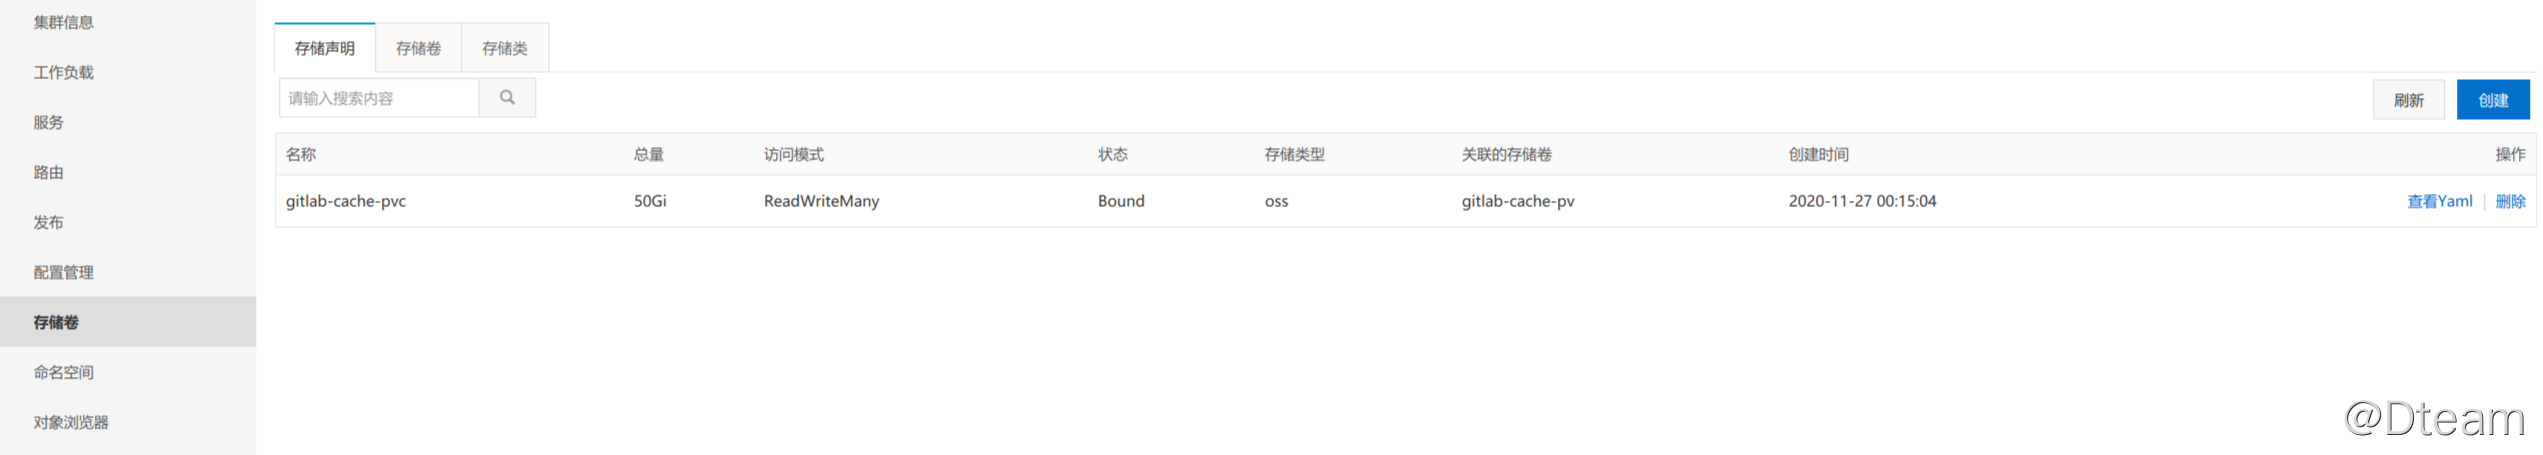 集群信息
工作负载
服务
路由
发布
配置管理
存储卷
命名空间
对象浏览器
存储声明 存储卷 存储类
请输入搜索内容
刷新 创建
名称 总量 访问模式 状态 存储类型 关联的存储卷 创建时间 操作
gitlab-cache-pvc 50Gi ReadWriteMany Bound oss gitlab-cache-pv 2020-11-27 00:15:04 查看Yaml | 删除
@Dteam